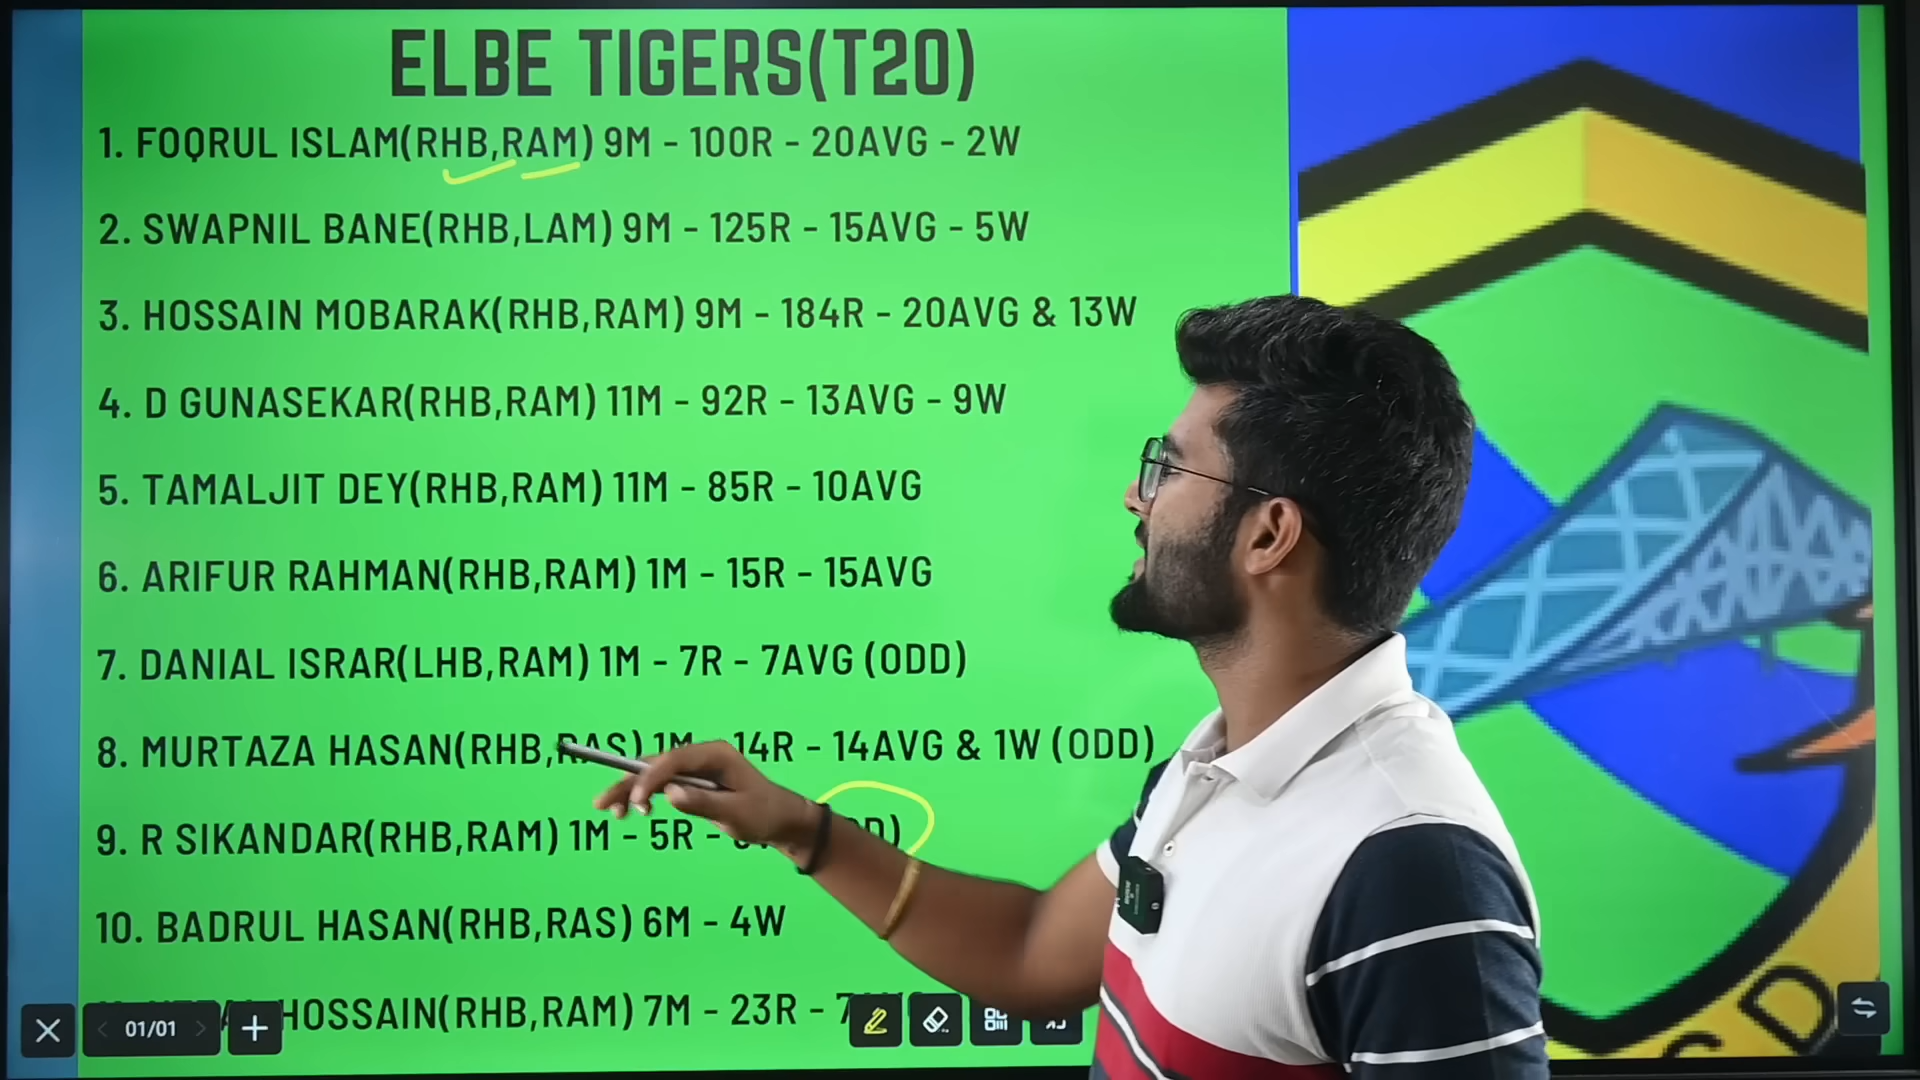 ELBE TIGERS(T20)
1. FOQRUL ISLAM(RHB,RAM) 9M - 100R - 20AVG - 2W
2. SWAPNIL BANE(RHB,LAM) 9M - 125R - 15AVG - 5W
3. HOSSAIN MOBARAK(RHB,RAM) 9M - 184R - 20AVG & 13W
4. D GUNASEKAR(RHB,RAM) 11M - 92R - 13AVG - 9W
5. TAMALJIT DEY(RHB,RAM) 11M - 85R - 10AVG
6. ARIFUR RAHMAN(RHB,RAM) 1M - 15R - 15AVG
7. DANIAL ISRAR(LHB,RAM) 1M - 7R - 7AVG (ODD)
8. MURTAZA HASAN(RHB,RAS) 1M - 14R - 14AVG & 1W (ODD)
9. R SIKANDAR(RHB,RAM) 1M - 5R -
10. BADRUL HASAN(RHB,RAS) 6M - 4W
HOSSAIN(RHB,RAM) 7M - 23R -
01/01